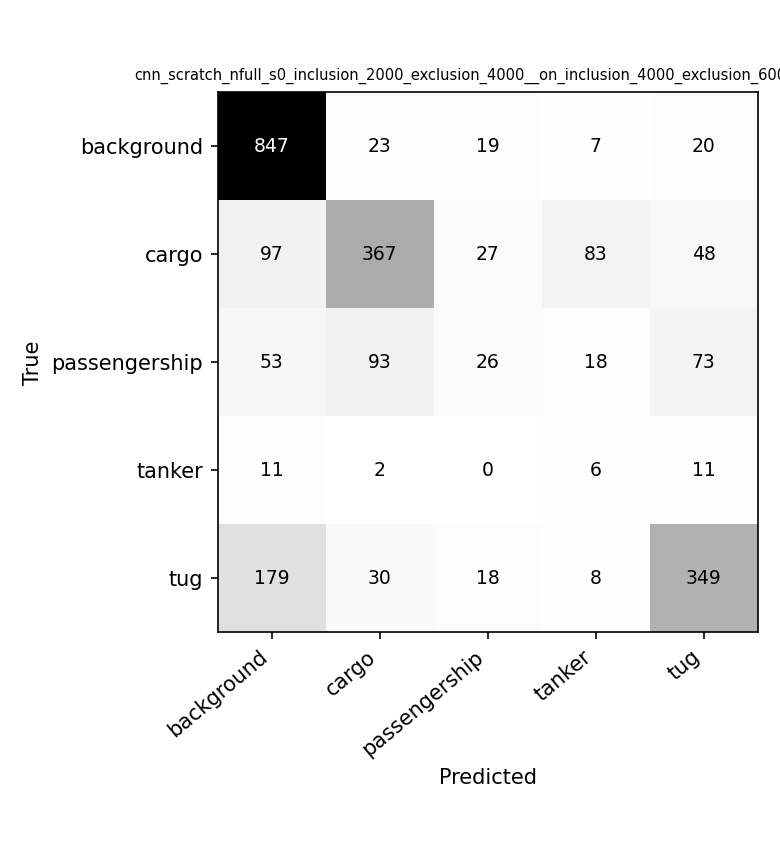 cnn_scratch_nfull_s0_inclusion_2000_exclusion_4000__on_inclusion_4000_exclusion_600
background 847 23 19 7 20
cargo 97 367 27 83 48
passengership 53 93 26 18 73
tanker 11 2 0 6 11
tug 179 30 18 8 349
True
background cargo passengership tanker tug
Predicted